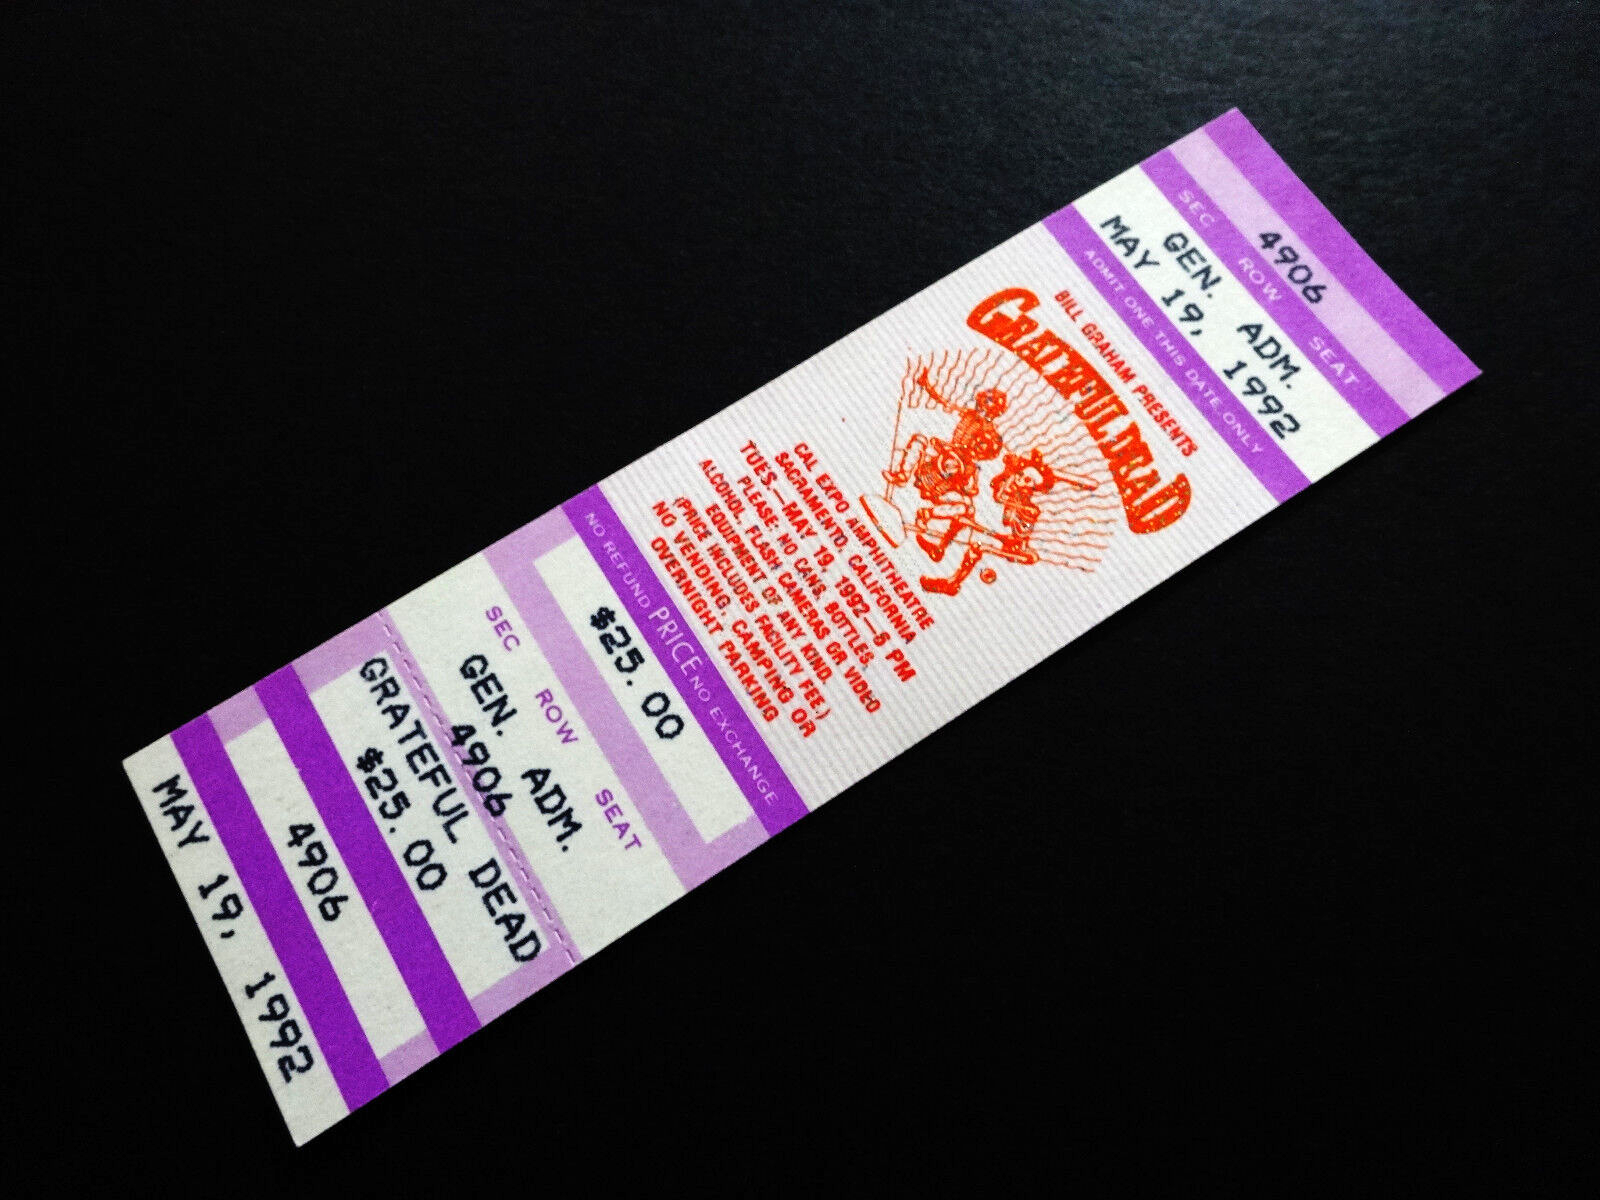 4906
SEC ROW SEAT
GEN. ADM.
MAY 19, 1992
ADMIT ONE THIS DATE ONLY
BILL GRAHAM PRESENTS
GRATEFUL DEAD
CAL EXPO AMPHITHEATRE
SACRAMENTO, CALIFORNIA
TUES.—MAY 19, 1992—6 PM
PLEASE: NO CANS, BOTTLES,
ALCOHOL, FLASH CAMERAS OR VIDEO
EQUIPMENT OF ANY KIND.
(PRICE INCLUDES FACILITY FEE.)
NO VENDING, CAMPING OR
OVERNIGHT PARKING
NO REFUND PRICE NO EXCHANGE
$25.00
SEC ROW SEAT
GEN. ADM.
4906
GRATEFUL DEAD
$25.00
4906
MAY 19, 1992